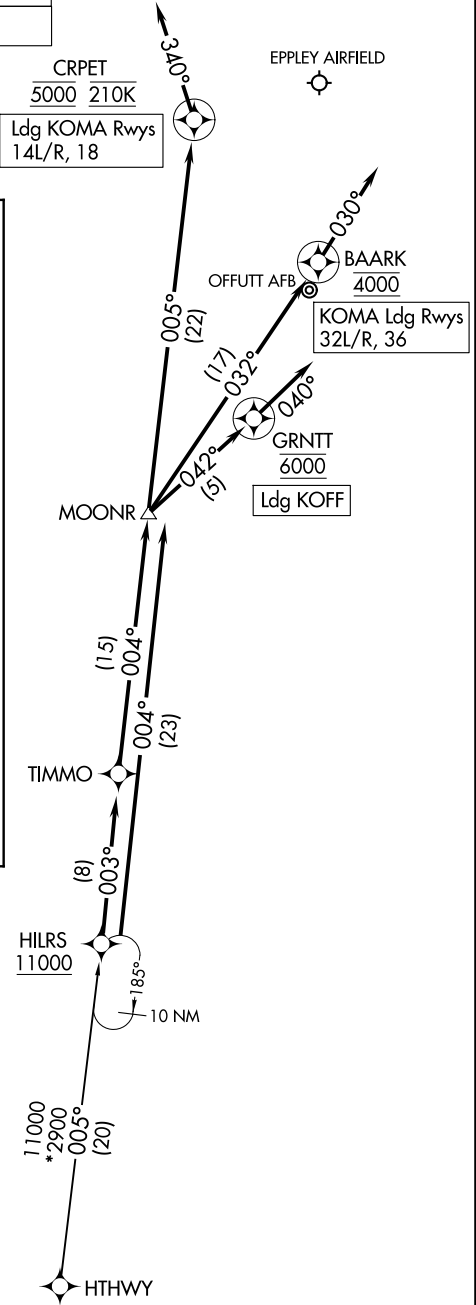 340°
CRPET
5000 210K
Ldg KOMA Rwys
14L/R, 18
EPPLEY AIRFIELD
030°
BAARK
4000
OFFUTT AFB
KOMA Ldg Rwys
32L/R, 36
005°
(22)
(17)
032°
040°
GRNTT
6000
Ldg KOFF
042°
(5)
MOONR
(15)
004°
004°
(23)
TIMMO
(8)
003°
HILRS
11000
185°
10 NM
11000
*2900
005°
(20)
HTHWY